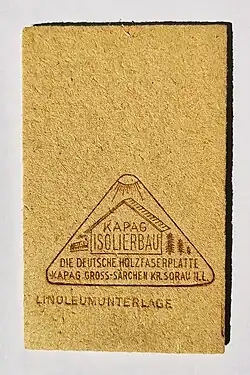 KAPAG
ISOLIERBAU
DIE DEUTSCHE HOLZFASERPLATTE
KAPAG GROSS-SÄRCHEN KR. SORAU N.L.
LINOLEUMUNTERLAGE